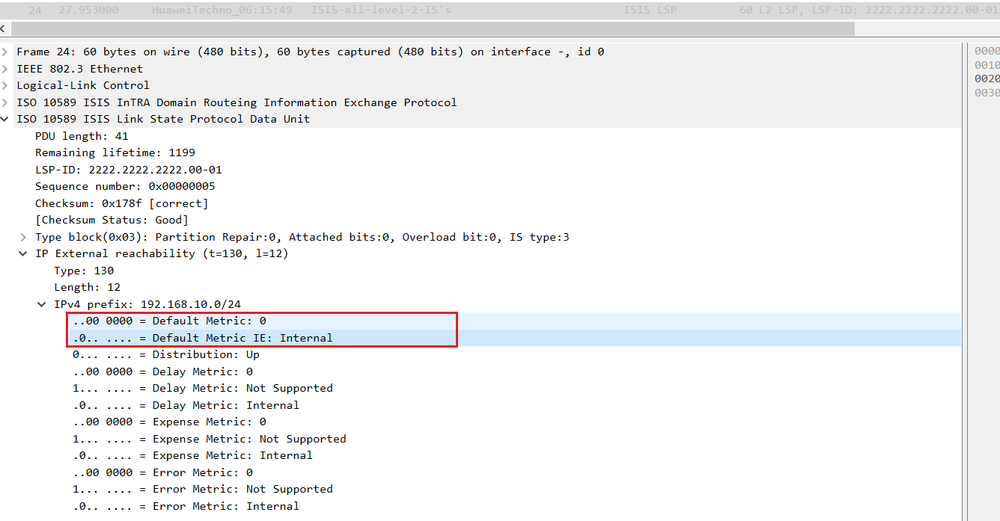 24 27.953000 HuaweiTechno_06:15:49 ISIS-all-level-2-IS's ISIS LSP 60 L2 LSP, LSP-ID: 2222.2222.2222.00-01
Frame 24: 60 bytes on wire (480 bits), 60 bytes captured (480 bits) on interface -, id 0
0000
IEEE 802.3 Ethernet
0010
Logical-Link Control
0020
ISO 10589 ISIS InTRA Domain Routeing Information Exchange Protocol
0030
ISO 10589 ISIS Link State Protocol Data Unit
PDU length: 41
Remaining lifetime: 1199
LSP-ID: 2222.2222.2222.00-01
Sequence number: 0x00000005
Checksum: 0x178f [correct]
[Checksum Status: Good]
Type block(0x03): Partition Repair:0, Attached bits:0, Overload bit:0, IS type:3
IP External reachability (t=130, l=12)
Type: 130
Length: 12
IPv4 prefix: 192.168.10.0/24
..00 0000 = Default Metric: 0
.0.. .... = Default Metric IE: Internal
0... .... = Distribution: Up
..00 0000 = Delay Metric: 0
1... .... = Delay Metric: Not Supported
.0.. .... = Delay Metric: Internal
..00 0000 = Expense Metric: 0
1... .... = Expense Metric: Not Supported
.0.. .... = Expense Metric: Internal
..00 0000 = Error Metric: 0
1... .... = Error Metric: Not Supported
.0.. .... = Error Metric: Internal